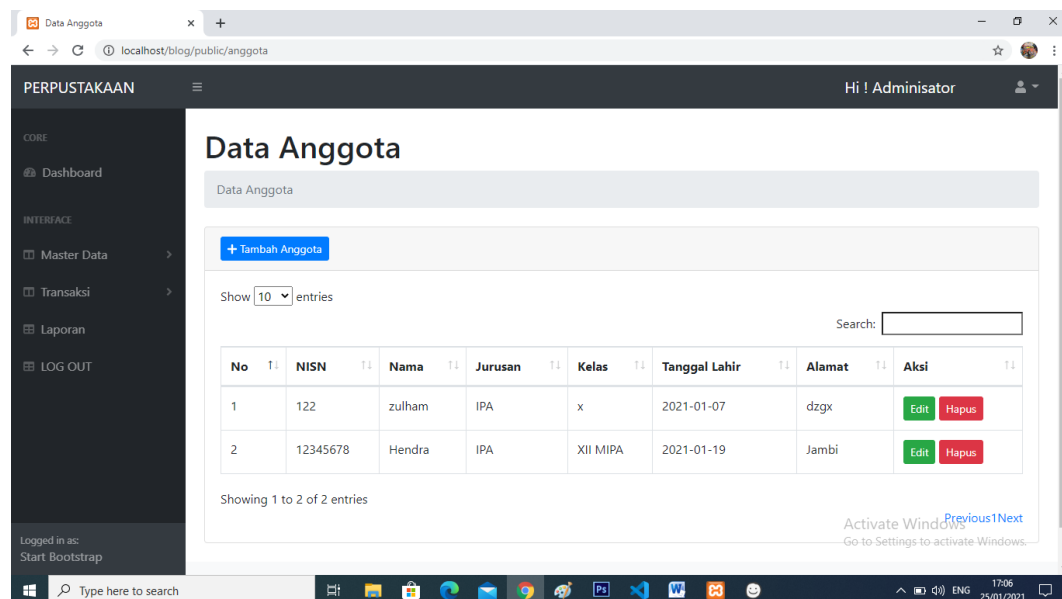 Data Anggota
localhost/blog/public/anggota
PERPUSTAKAAN
Hi ! Adminisator
CORE
Dashboard
INTERFACE
Master Data
Transaksi
Laporan
LOG OUT
Logged in as:
Start Bootstrap
Data Anggota
Data Anggota
+ Tambah Anggota
Show 10 entries
Search:
No NISN Nama Jurusan Kelas Tanggal Lahir Alamat Aksi
1 122 zulham IPA x 2021-01-07 dzgx Edit Hapus
2 12345678 Hendra IPA XII MIPA 2021-01-19 Jambi Edit Hapus
Showing 1 to 2 of 2 entries
Previous1Next
Activate Windows
Go to Settings to activate Windows.
Type here to search
Ps
W
ENG
17:06
25/01/2021